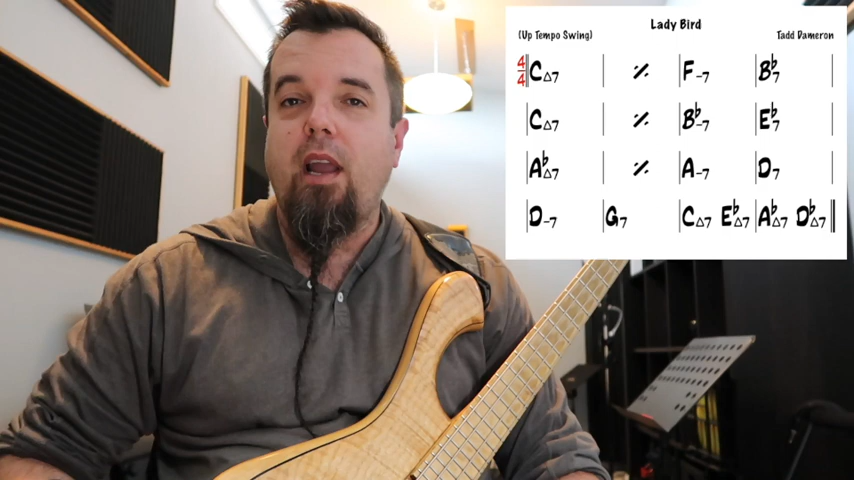 Lady Bird
(Up Tempo Swing) Tadd Dameron
4/4 C△7 | 𝄎 | F-7 | B♭7
C△7 | 𝄎 | B♭-7 | E♭7
A♭△7 | 𝄎 | A-7 | D7
D-7 | G7 | C△7 E♭△7 | A♭△7 D♭△7